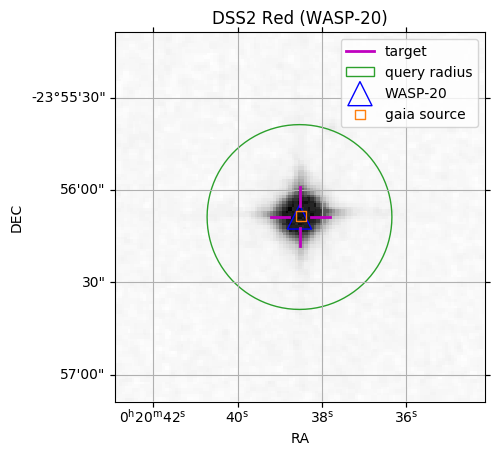 DSS2 Red (WASP-20)
target
query radius
WASP-20
gaia source
-23°55'30"
56'00"
30"
57'00"
DEC
0ʰ20ᵐ42ˢ 40ˢ 38ˢ 36ˢ
RA